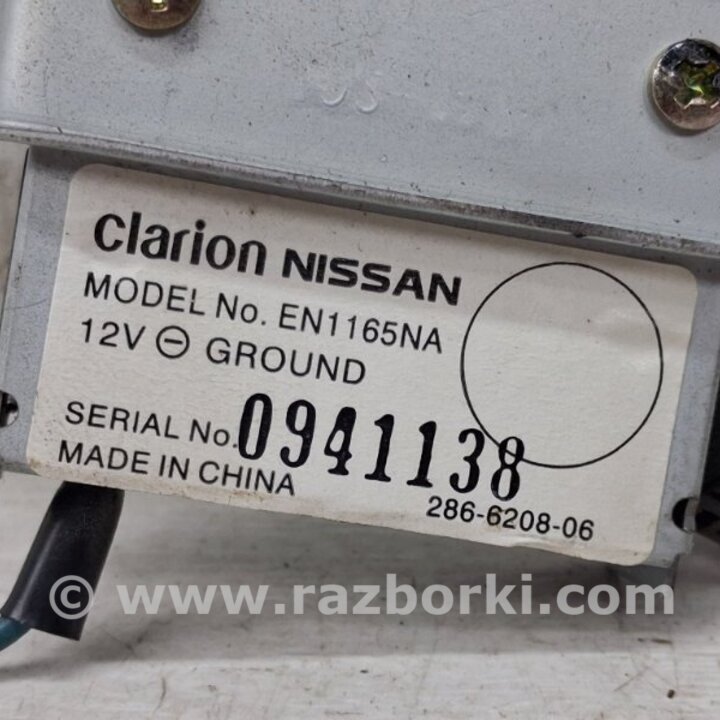 clarion NISSAN
MODEL No. EN1165NA
12V ⊖ GROUND
SERIAL No. 0941138
MADE IN CHINA
286-6208-06
© www.razborki.com